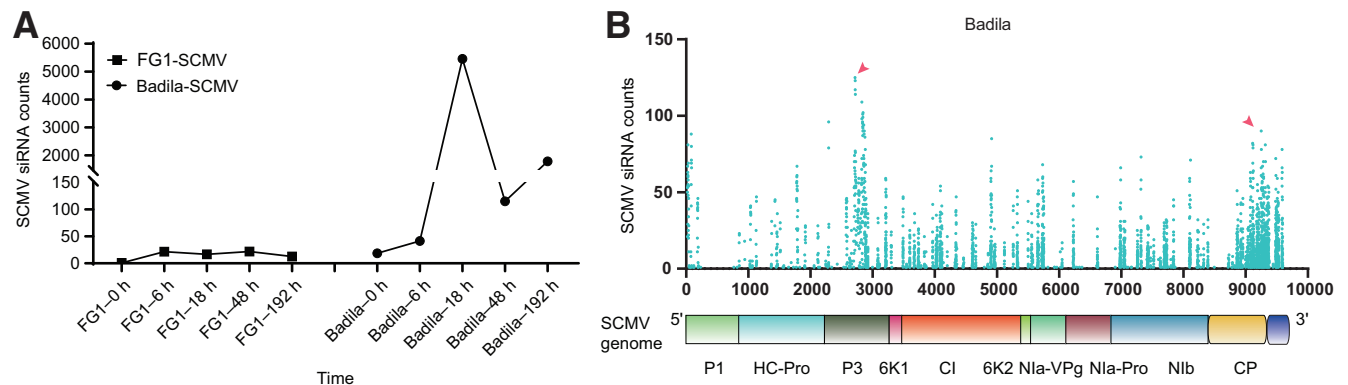 A
SCMV siRNA counts
6000
5000
4000
3000
2000
150
100
50
0
FG1-SCMV
Badila-SCMV
FG1–0 h
FG1–6 h
FG1–18 h
FG1–48 h
FG1–192 h
Badila–0 h
Badila–6 h
Badila–18 h
Badila–48 h
Badila–192 h
Time
B
Badila
SCMV siRNA counts
150
100
50
0
0 1000 2000 3000 4000 5000 6000 7000 8000 9000 10000
SCMV genome
5' 3'
P1 HC-Pro P3 6K1 CI 6K2 NIa-VPg NIa-Pro NIb CP